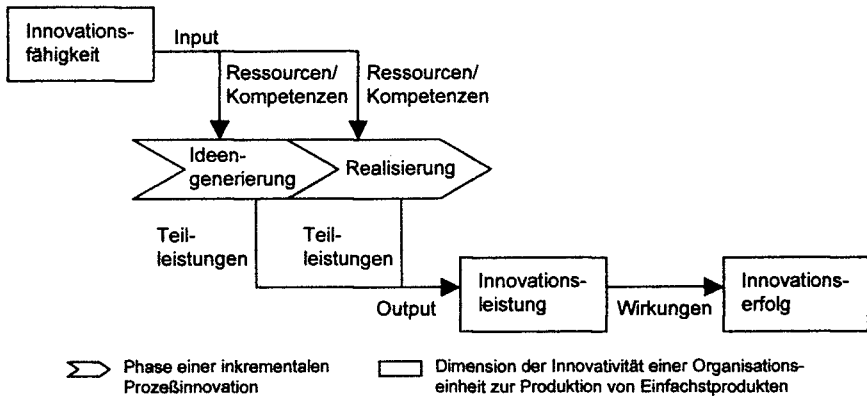 Innovations-
fähigkeit
Input
Ressourcen/
Kompetenzen
Ressourcen/
Kompetenzen
Ideen-
generierung
Realisierung
Teil-
leistungen
Teil-
leistungen
Output
Innovations-
leistung
Wirkungen
Innovations-
erfolg
Phase einer inkrementalen
Prozeßinnovation
Dimension der Innovativität einer Organisations-
einheit zur Produktion von Einfachstprodukten